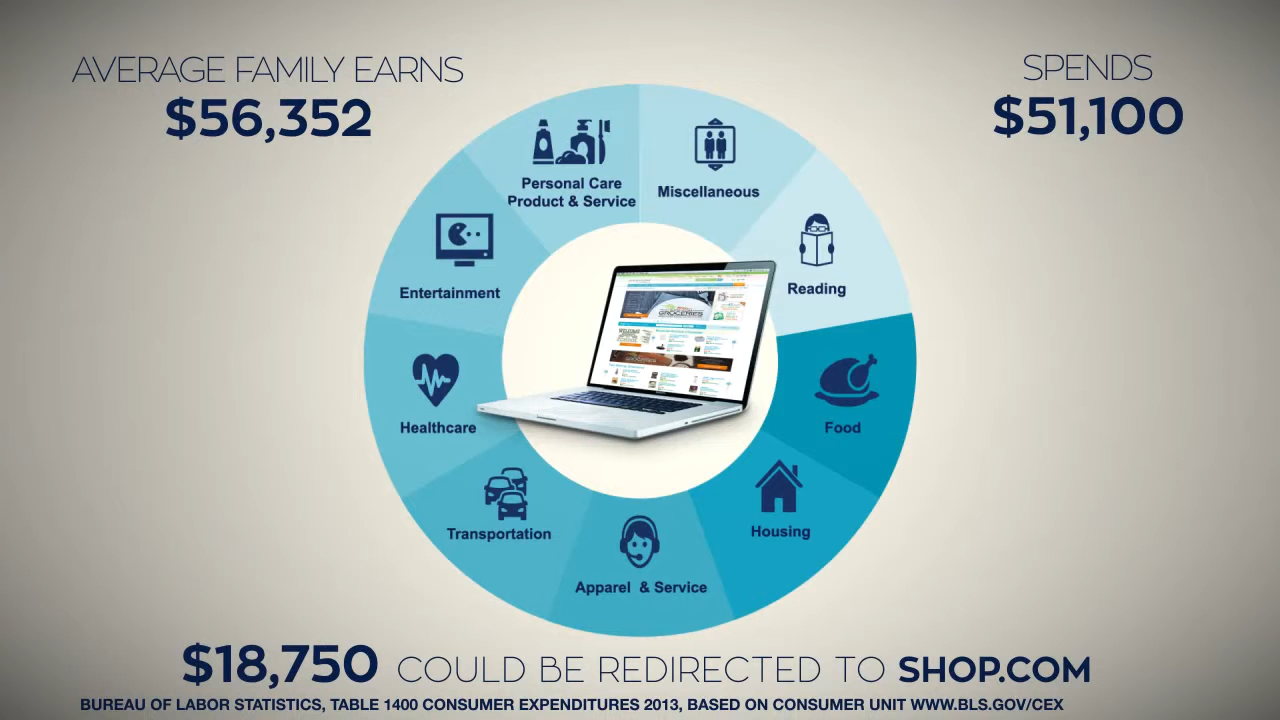 AVERAGE FAMILY EARNS
$56,352
SPENDS
$51,100
Personal Care
Product & Service
Miscellaneous
Entertainment
Reading
Healthcare
Food
Transportation
Housing
Apparel & Service
GROCERIES
$18,750 COULD BE REDIRECTED TO SHOP.COM
BUREAU OF LABOR STATISTICS, TABLE 1400 CONSUMER EXPENDITURES 2013, BASED ON CONSUMER UNIT WWW.BLS.GOV/CEX